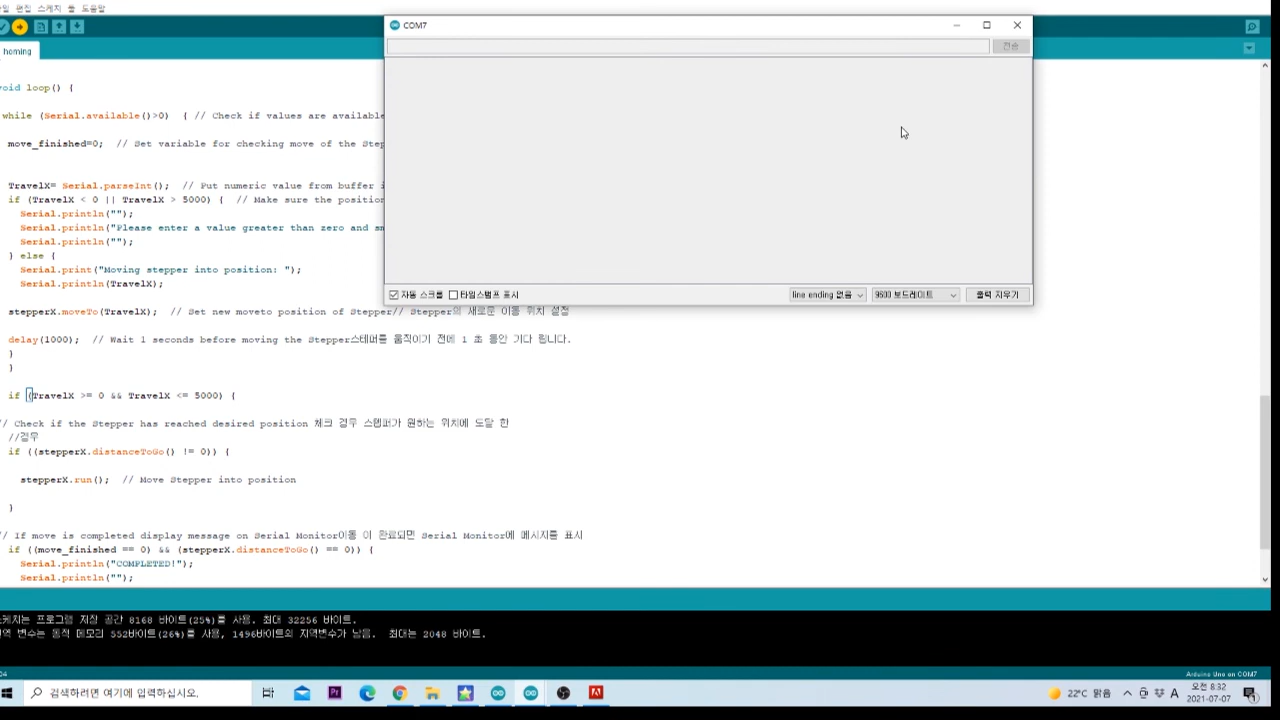 편집 스케치 툴 도움말
COM7
전송
homing
void loop() {
while (Serial.available()>0) { // Check if values are available
move_finished=0; // Set variable for checking move of the
TravelX= Serial.parseInt(); // Put numeric value from buffer
if (TravelX < 0 || TravelX > 5000) { // Make sure the position
Serial.println("");
Serial.println("Please enter a value greater than zero and
Serial.println("");
} else {
Serial.print("Moving stepper into position: ");
Serial.println(TravelX);
자동 스크롤 타임스탬프 표시 line ending 없음 9600 보드레이트 출력 지우기
stepperX.moveTo(TravelX); // Set new moveto position of Stepper// Stepper의 새로운 이동 위치 설정
delay(1000); // Wait 1 seconds before moving the Stepper스테퍼를 움직이기 전에 1 초 동안 기다 립니다.
}
}
if (TravelX >= 0 && TravelX <= 5000) {
// Check if the Stepper has reached desired position 체크 경우 스텝퍼가 원하는 위치에 도달 한
//경우
if ((stepperX.distanceToGo() != 0)) {
stepperX.run(); // Move Stepper into position
}
// If move is completed display message on Serial Monitor이동 이 완료되면 Serial Monitor에 메시지를 표시
if ((move_finished == 0) && (stepperX.distanceToGo() == 0)) {
Serial.println("COMPLETED!");
Serial.println("");
스케치는 프로그램 저장 공간 8168 바이트(25%)를 사용. 최대 32256 바이트.
전역 변수는 동적 메모리 552바이트(26%)를 사용, 1496바이트의 지역변수가 남음. 최대는 2048 바이트.
Arduino Uno on COM7
검색하려면 여기에 입력하십시오.
22°C 맑음
A
오전 8:32
2021-07-07